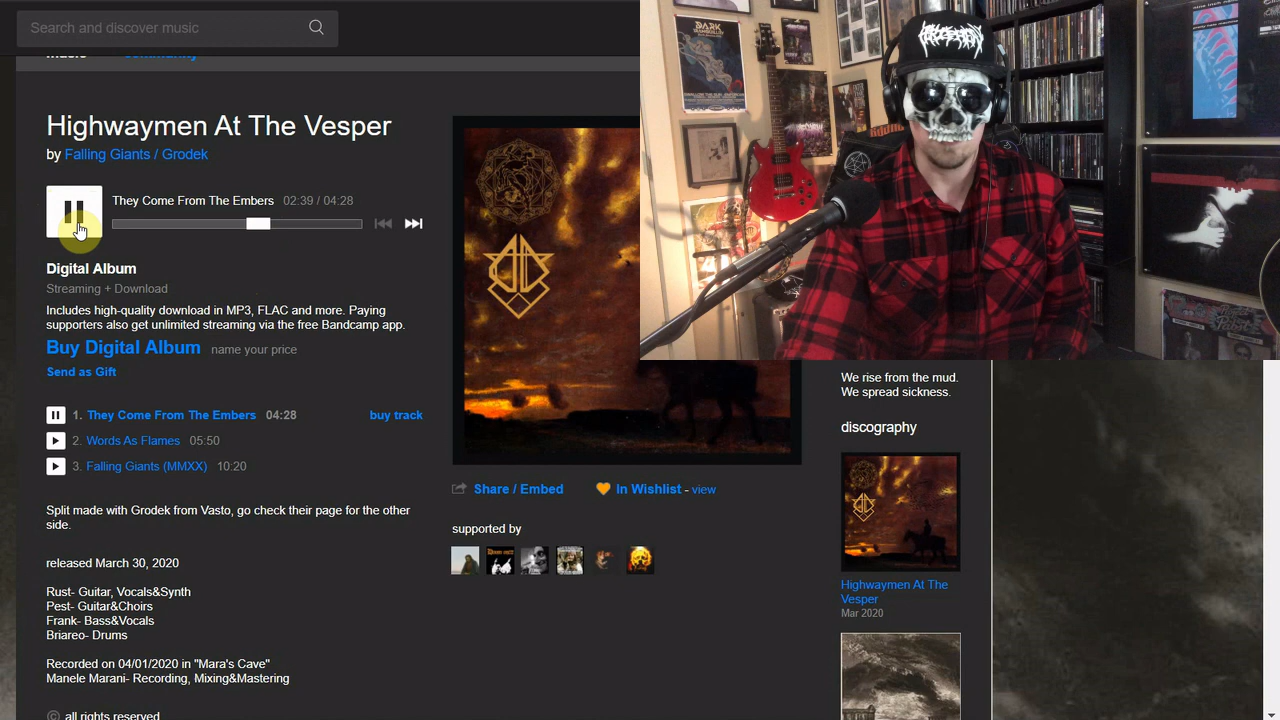 Search and discover music
Highwaymen At The Vesper
by Falling Giants / Grodek
They Come From The Embers 02:39 / 04:28
Digital Album
Streaming + Download
Includes high-quality download in MP3, FLAC and more. Paying
supporters also get unlimited streaming via the free Bandcamp app.
Buy Digital Album name your price
Send as Gift
1. They Come From The Embers 04:28 buy track
2. Words As Flames 05:50
3. Falling Giants (MMXX) 10:20
Split made with Grodek from Vasto, go check their page for the other
side.
released March 30, 2020
Rust- Guitar, Vocals&Synth
Pest- Guitar&Choirs
Frank- Bass&Vocals
Briareo- Drums
Recorded on 04/01/2020 in "Mara's Cave"
Manele Marani- Recording, Mixing&Mastering
© all rights reserved
Share / Embed
In Wishlist - view
supported by
We rise from the mud.
We spread sickness.
discography
Highwaymen At The
Vesper
Mar 2020
DARK
TRANQUILLITY